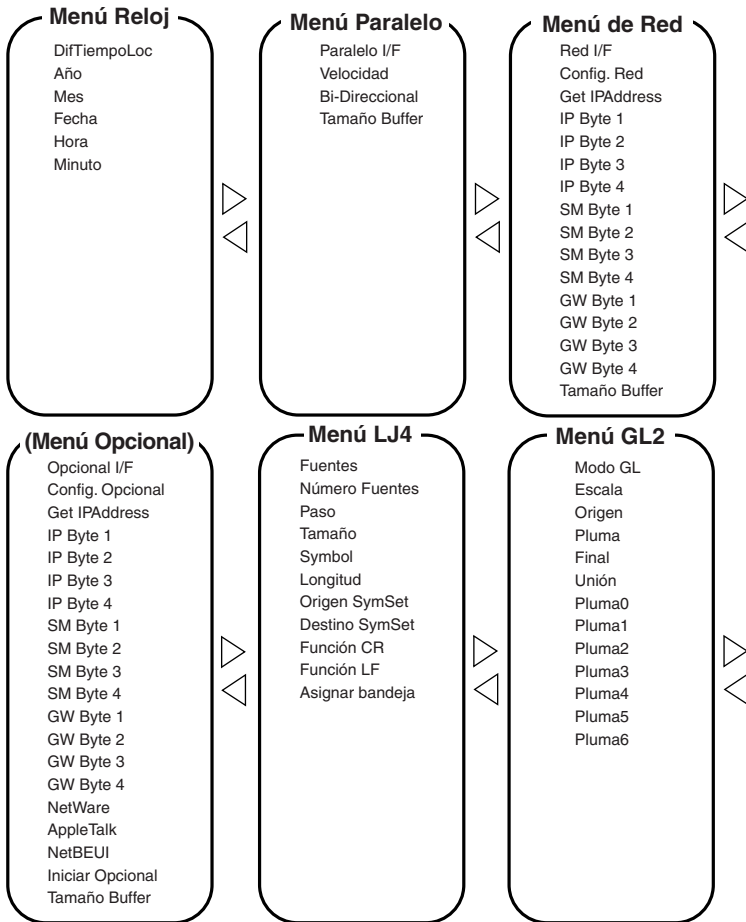 Menú Reloj
DifTiempoLoc
Año
Mes
Fecha
Hora
Minuto
Menú Paralelo
Paralelo I/F
Velocidad
Bi-Direccional
Tamaño Buffer
Menú de Red
Red I/F
Config. Red
Get IPAddress
IP Byte 1
IP Byte 2
IP Byte 3
IP Byte 4
SM Byte 1
SM Byte 2
SM Byte 3
SM Byte 4
GW Byte 1
GW Byte 2
GW Byte 3
GW Byte 4
Tamaño Buffer
(Menú Opcional)
Opcional I/F
Config. Opcional
Get IPAddress
IP Byte 1
IP Byte 2
IP Byte 3
IP Byte 4
SM Byte 1
SM Byte 2
SM Byte 3
SM Byte 4
GW Byte 1
GW Byte 2
GW Byte 3
GW Byte 4
NetWare
AppleTalk
NetBEUI
Iniciar Opcional
Tamaño Buffer
Menú LJ4
Fuentes
Número Fuentes
Paso
Tamaño
Symbol
Longitud
Origen SymSet
Destino SymSet
Función CR
Función LF
Asignar bandeja
Menú GL2
Modo GL
Escala
Origen
Pluma
Final
Unión
Pluma0
Pluma1
Pluma2
Pluma3
Pluma4
Pluma5
Pluma6